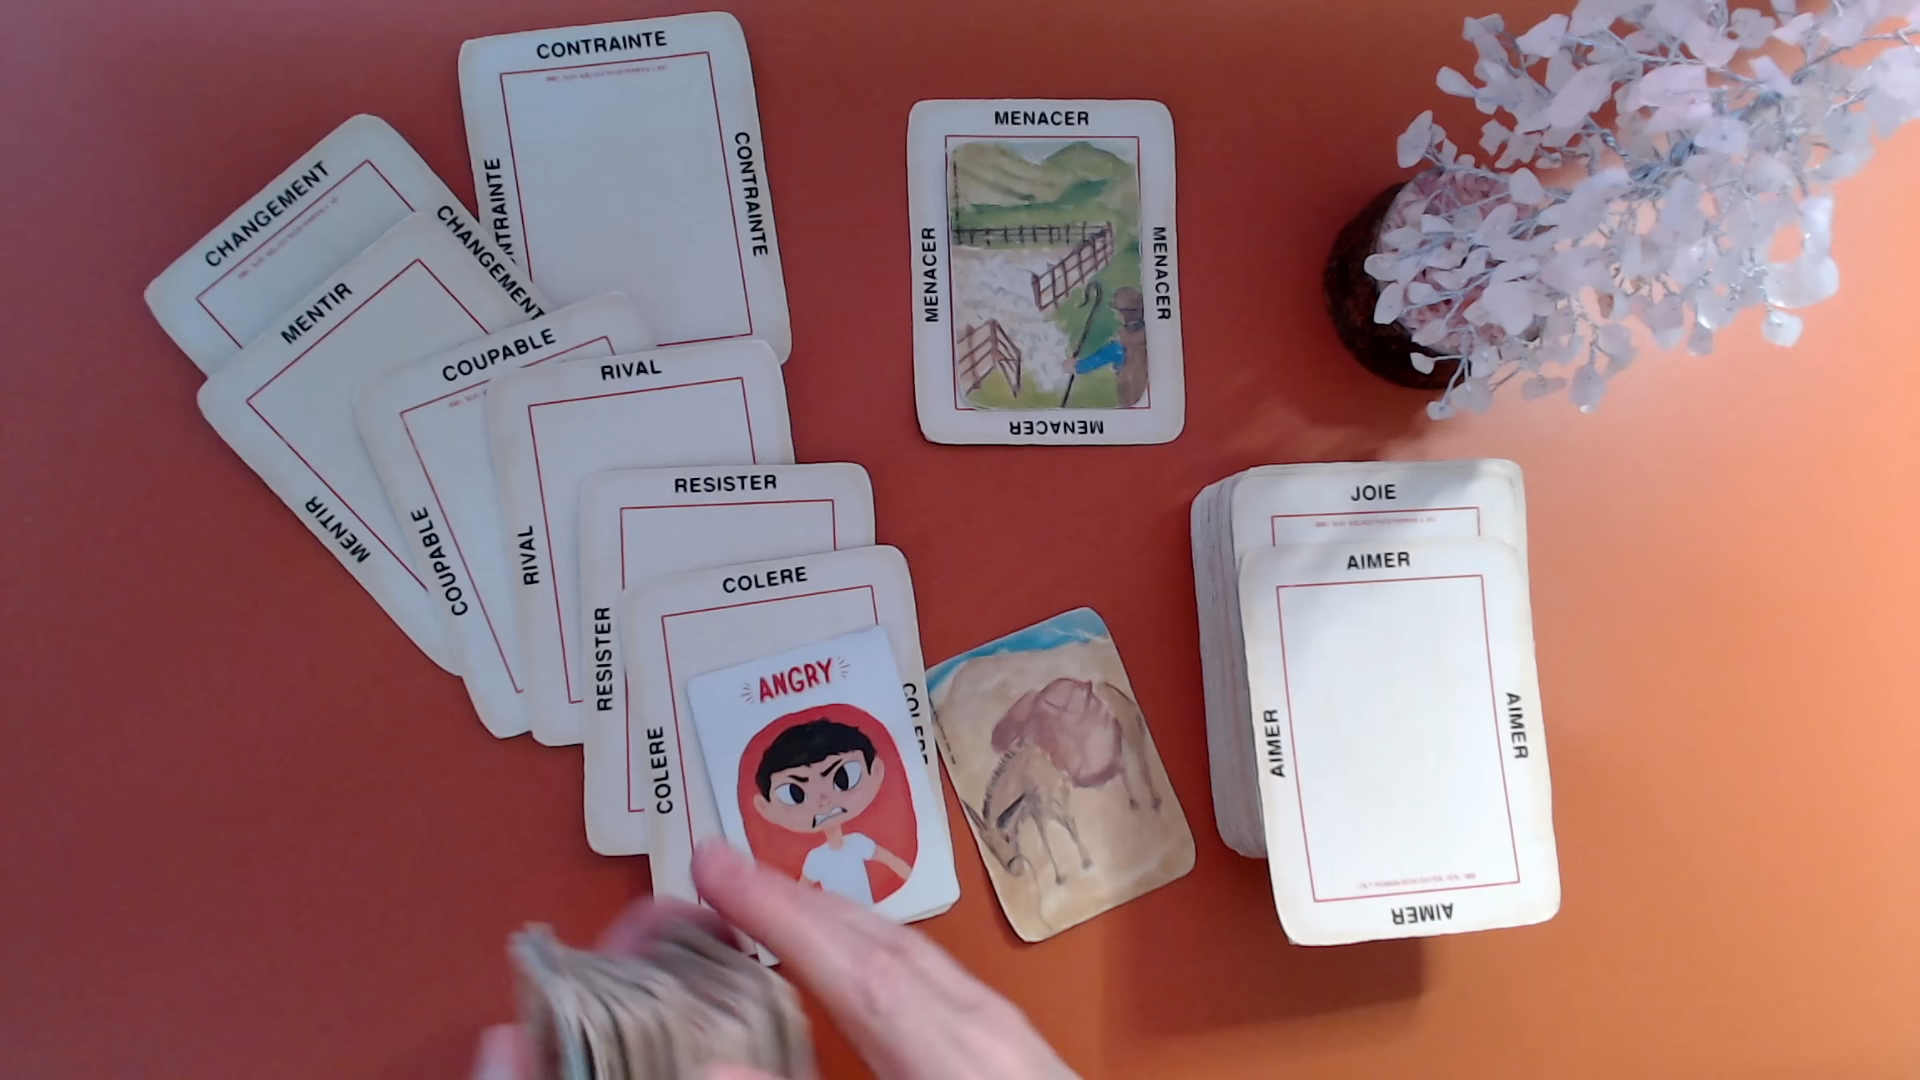 CONTRAINTE
CONTRAINTE
CHANGEMENT
CHANGEMENT
MENTIR
MENTIR
COUPABLE
COUPABLE
RIVAL
RIVAL
RESISTER
RESISTER
COLERE
COLERE
ANGRY
MENACER
MENACER
MENACER
MENACER
JOIE
AIMER
AIMER
AIMER
AIMER